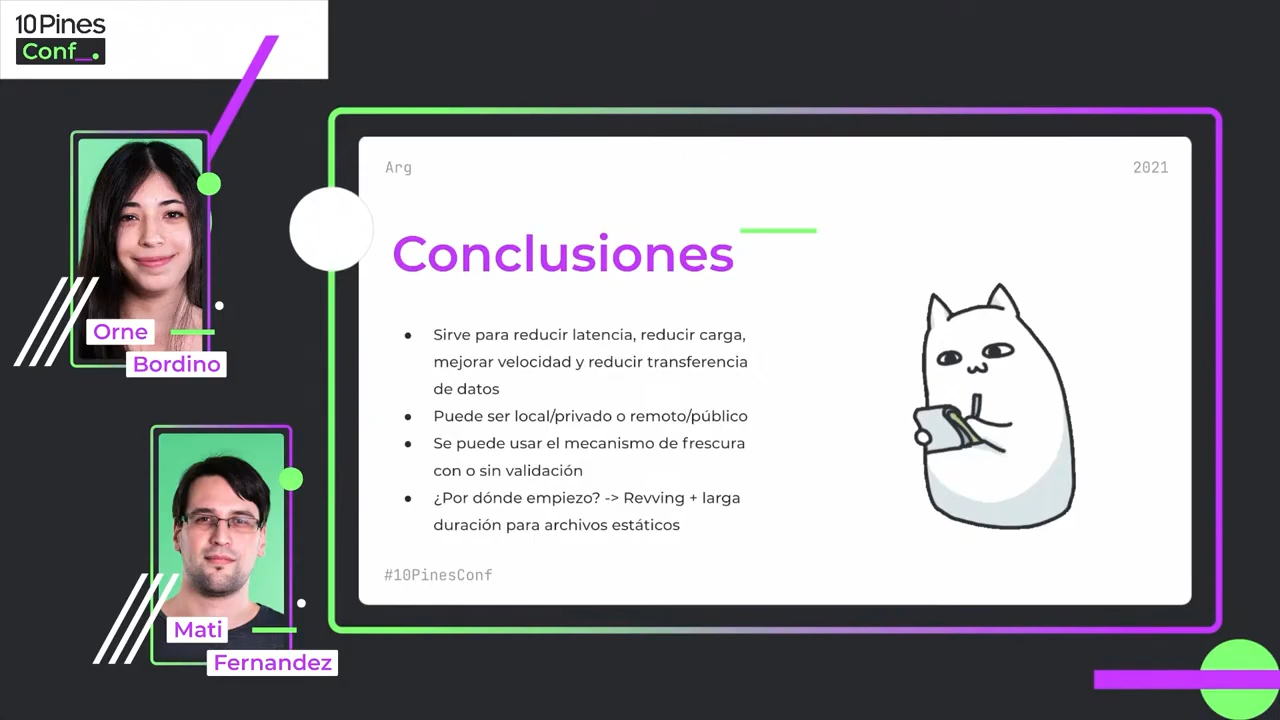 10Pines
Conf_.
Orne
Bordino
Mati
Fernandez
Arg
2021
Conclusiones
● Sirve para reducir latencia, reducir carga,
mejorar velocidad y reducir transferencia
de datos
● Puede ser local/privado o remoto/público
● Se puede usar el mecanismo de frescura
con o sin validación
● ¿Por dónde empiezo? -> Revving + larga
duración para archivos estáticos
#10PinesConf